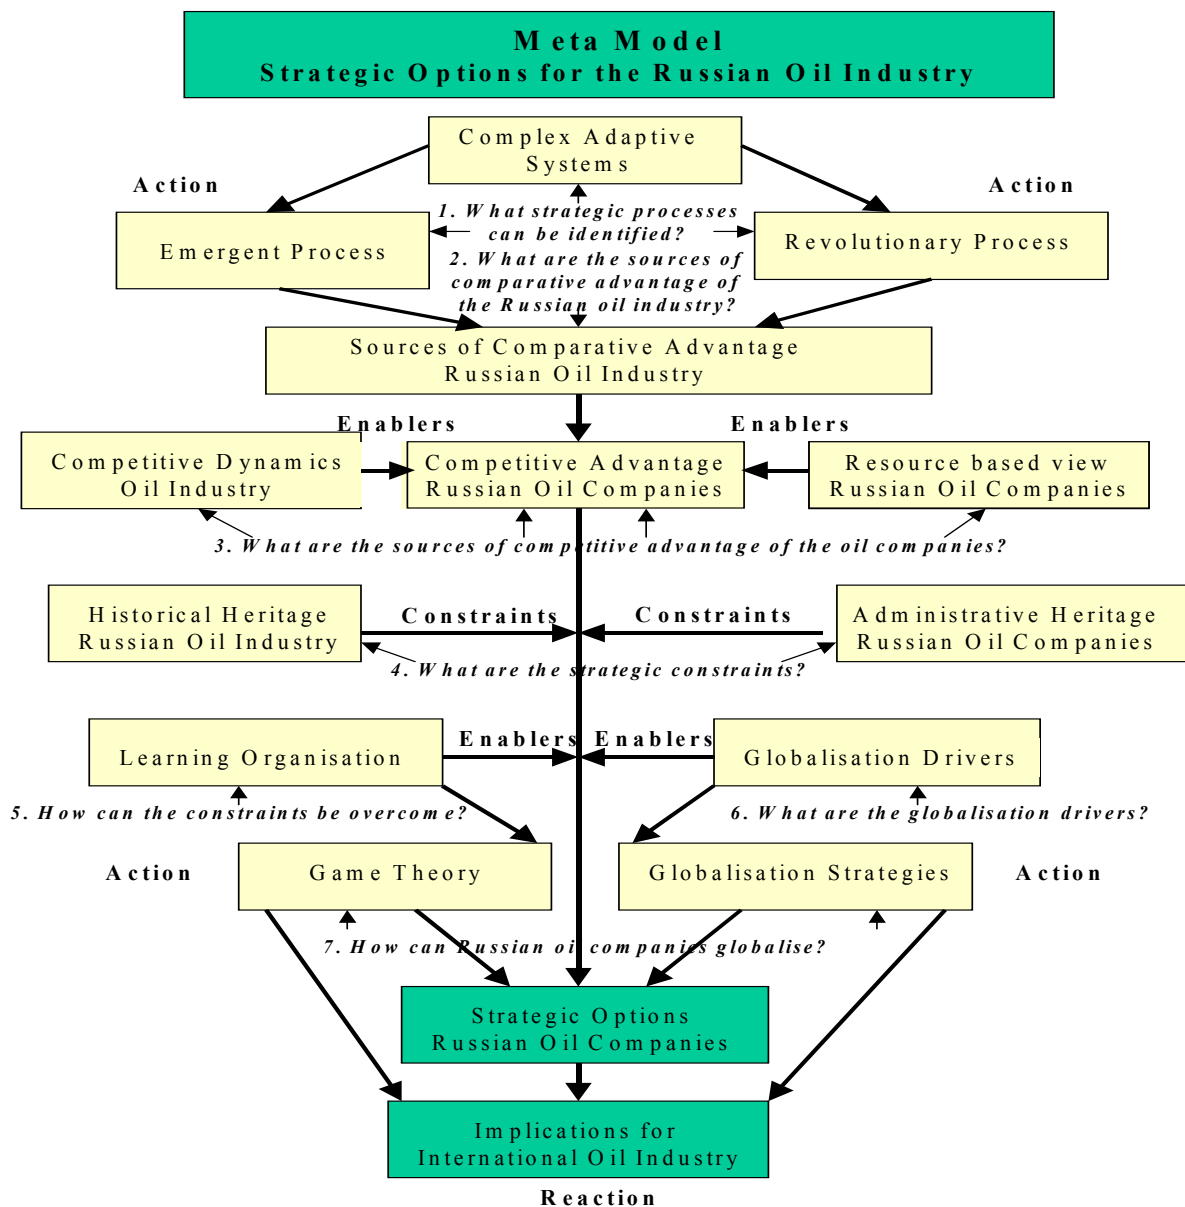 Meta Model
Strategic Options for the Russian Oil Industry
Complex Adaptive
Systems
Action
Action
1. What strategic processes
can be identified?
Emergent Process
Revolutionary Process
2. What are the sources of
comparative advantage of
the Russian oil industry?
Sources of Comparative Advantage
Russian Oil Industry
Enablers
Enablers
Competitive Dynamics
Oil Industry
Competitive Advantage
Russian Oil Companies
Resource based view
Russian Oil Companies
3. What are the sources of competitive advantage of the oil companies?
Historical Heritage
Russian Oil Industry
Constraints
Constraints
Administrative Heritage
Russian Oil Companies
4. What are the strategic constraints?
Learning Organisation
Enablers
Enablers
Globalisation Drivers
5. How can the constraints be overcome?
6. What are the globalisation drivers?
Action
Game Theory
Globalisation Strategies
Action
7. How can Russian oil companies globalise?
Strategic Options
Russian Oil Companies
Implications for
International Oil Industry
Reaction